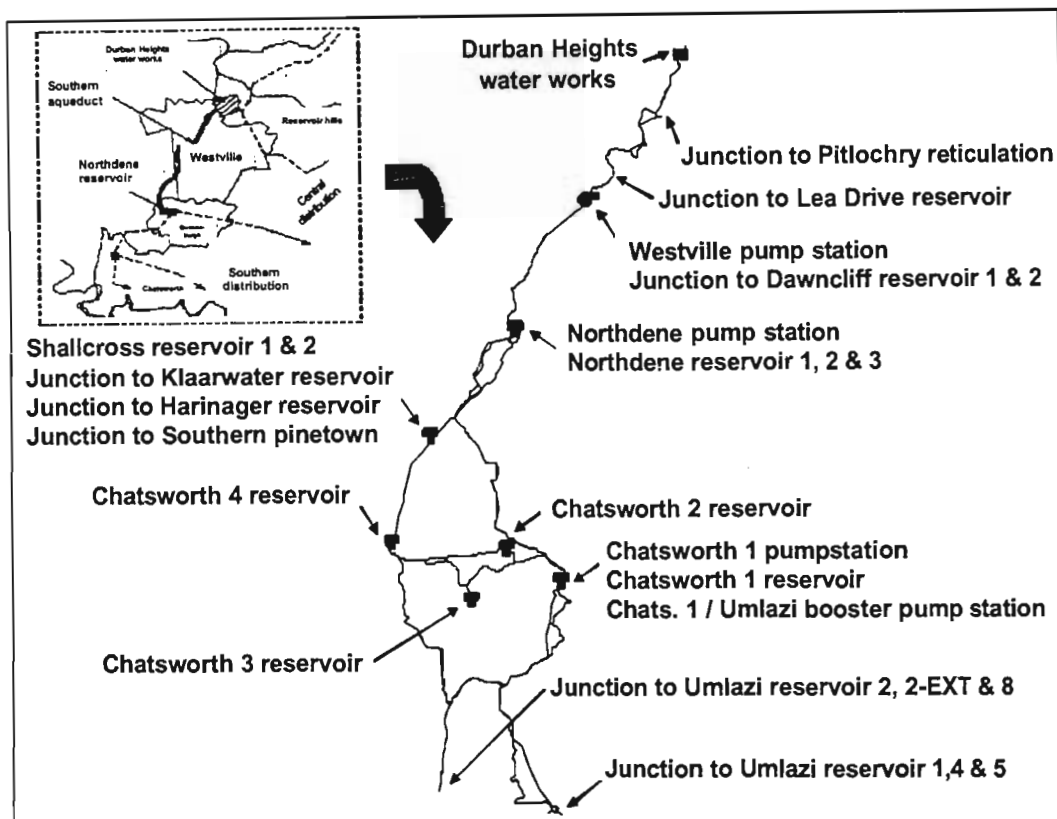 Durban Heights
water works
Southern
aqueduct
Reservoir hills
Westville
Northdene
reservoir
Central
distribution
Southern
distribution
Chatsworth
Durban Heights
water works
Junction to Pitlochry reticulation
Junction to Lea Drive reservoir
Westville pump station
Junction to Dawncliff reservoir 1 & 2
Northdene pump station
Northdene reservoir 1, 2 & 3
Shallcross reservoir 1 & 2
Junction to Klaarwater reservoir
Junction to Harinager reservoir
Junction to Southern pinetown
Chatsworth 4 reservoir
Chatsworth 2 reservoir
Chatsworth 1 pumpstation
Chatsworth 1 reservoir
Chats. 1 / Umlazi booster pump station
Chatsworth 3 reservoir
Junction to Umlazi reservoir 2, 2-EXT & 8
Junction to Umlazi reservoir 1,4 & 5